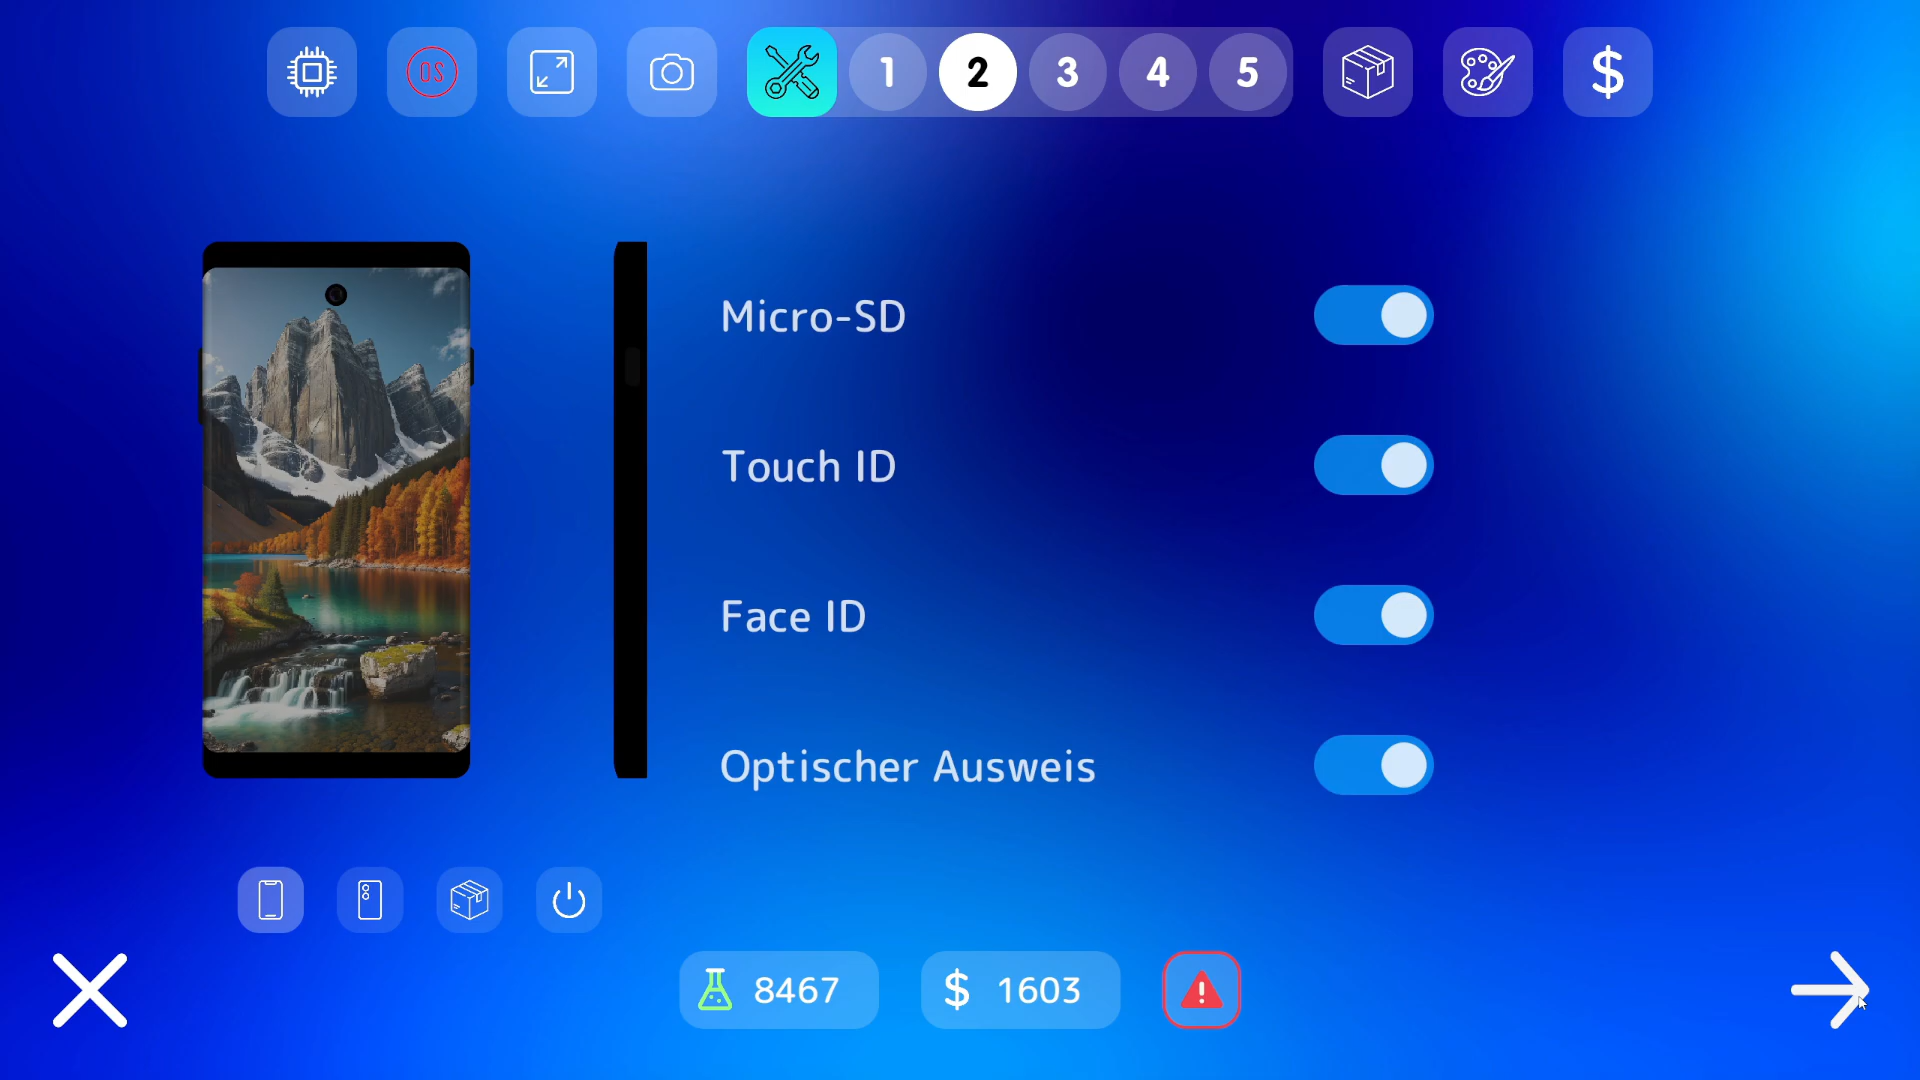 OS
1 2 3 4 5
$
Micro-SD
Touch ID
Face ID
Optischer Ausweis
8467
$ 1603
!